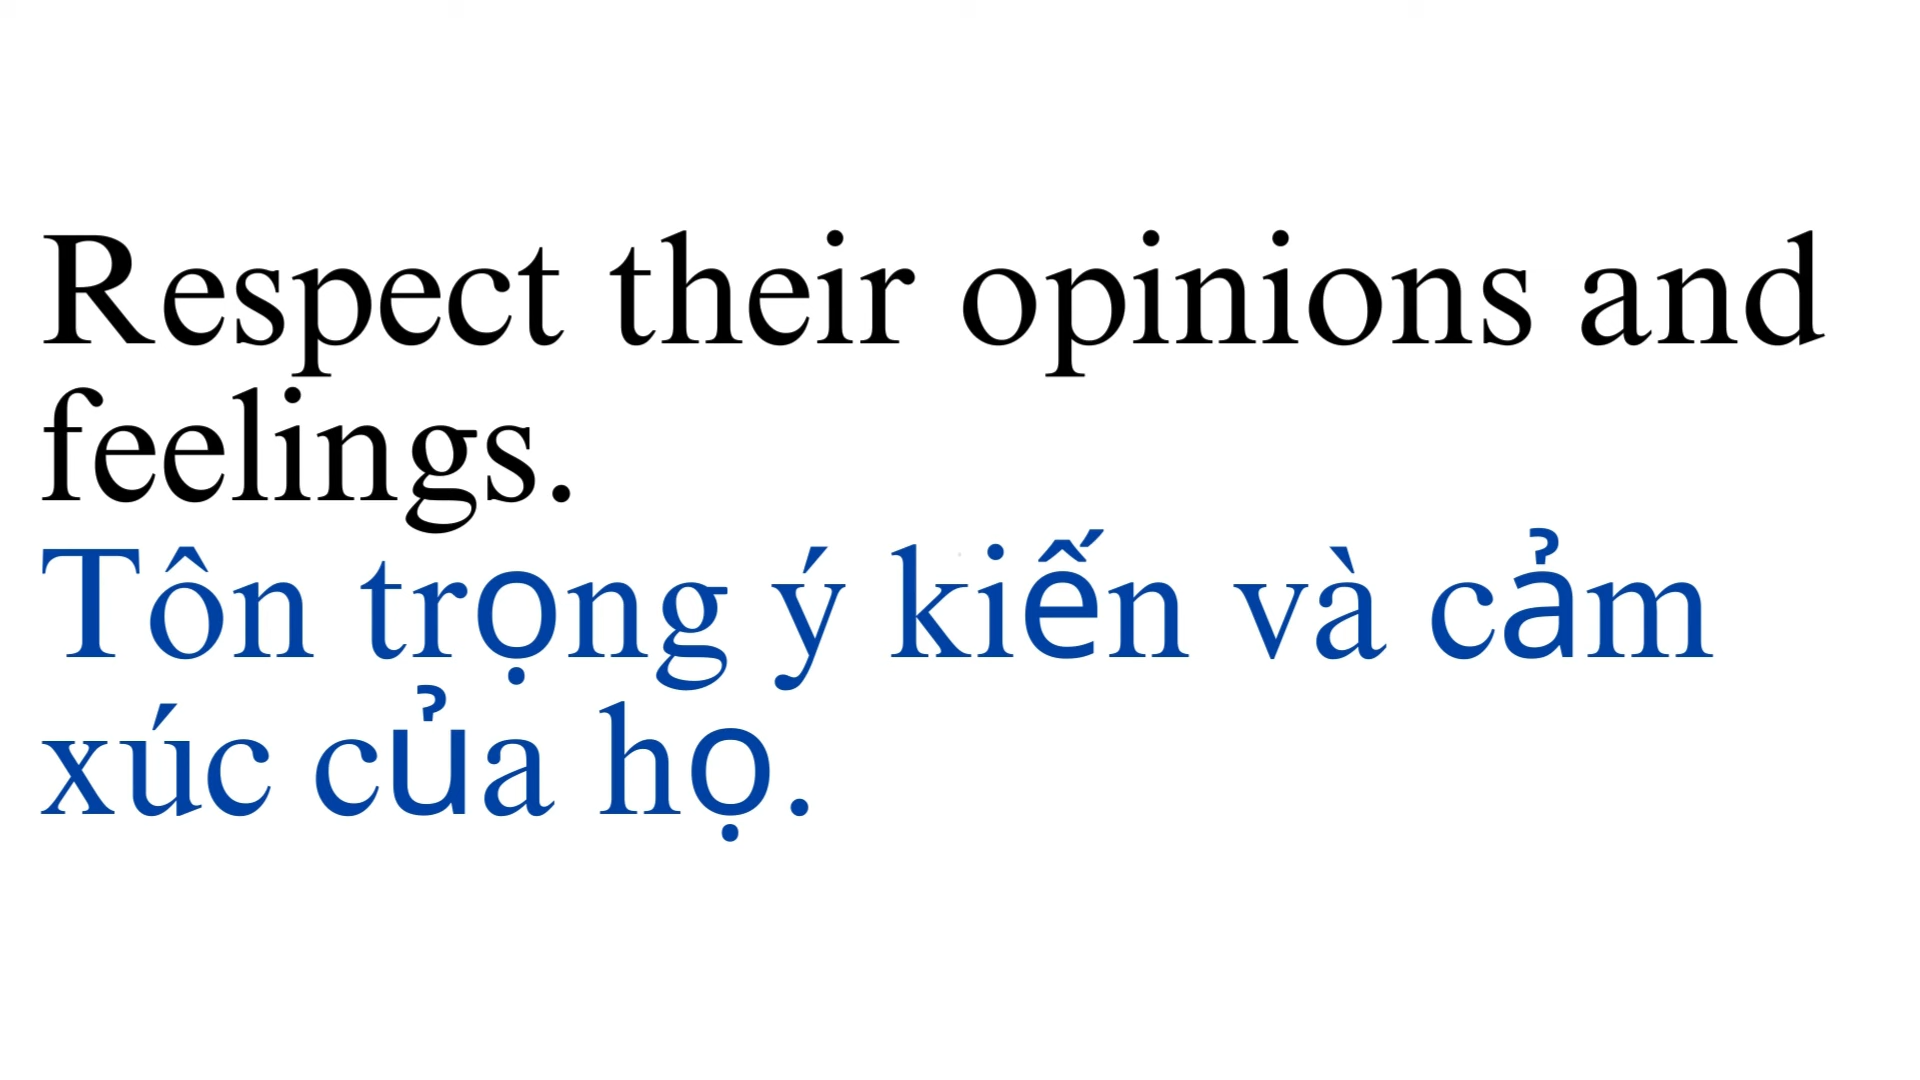 Respect their opinions and
feelings.
Tôn trọng ý kiến và cảm
xúc của họ.